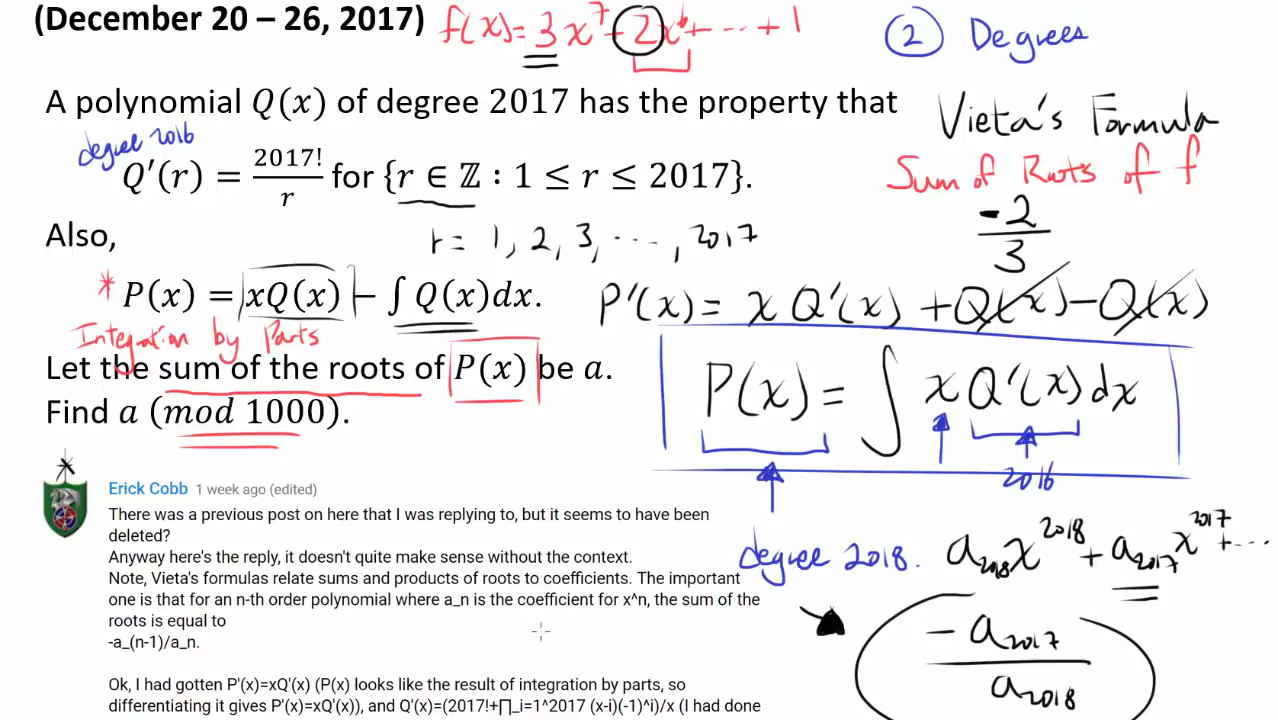 (December 20 – 26, 2017) f(x) = 3x⁷ + 2x⁶ + ... + 1 ② Degrees
A polynomial Q(x) of degree 2017 has the property that
Vieta's Formula
degree 2016
Q′(r) = 2017!/r for {r ∈ ℤ : 1 ≤ r ≤ 2017}.
Sum of Roots of f
-2/3
Also,
r = 1, 2, 3, ..., 2017
* P(x) = xQ(x) − ∫ Q(x)dx.
P'(x) = x Q'(x) + Q(x) − Q(x)
Integration by Parts
Let the sum of the roots of P(x) be a.
P(x) = ∫ x Q'(x) dx
Find a (mod 1000).
2016
Erick Cobb 1 week ago (edited)
There was a previous post on here that I was replying to, but it seems to have been
deleted?
Anyway here's the reply, it doesn't quite make sense without the context.
Note, Vieta's formulas relate sums and products of roots to coefficients. The important
one is that for an n-th order polynomial where a_n is the coefficient for x^n, the sum of the
roots is equal to
-a_(n-1)/a_n.
degree 2018. a₂₀₁₈x²⁰¹⁸ + a₂₀₁₇x²⁰¹⁷ + ...
− a₂₀₁₇ / a₂₀₁₈
Ok, I had gotten P'(x)=xQ'(x) (P(x) looks like the result of integration by parts, so
differentiating it gives P'(x)=xQ'(x)), and Q'(x)=(2017!+∏_i=1^2017 (x-i)(-1)^i)/x (I had done